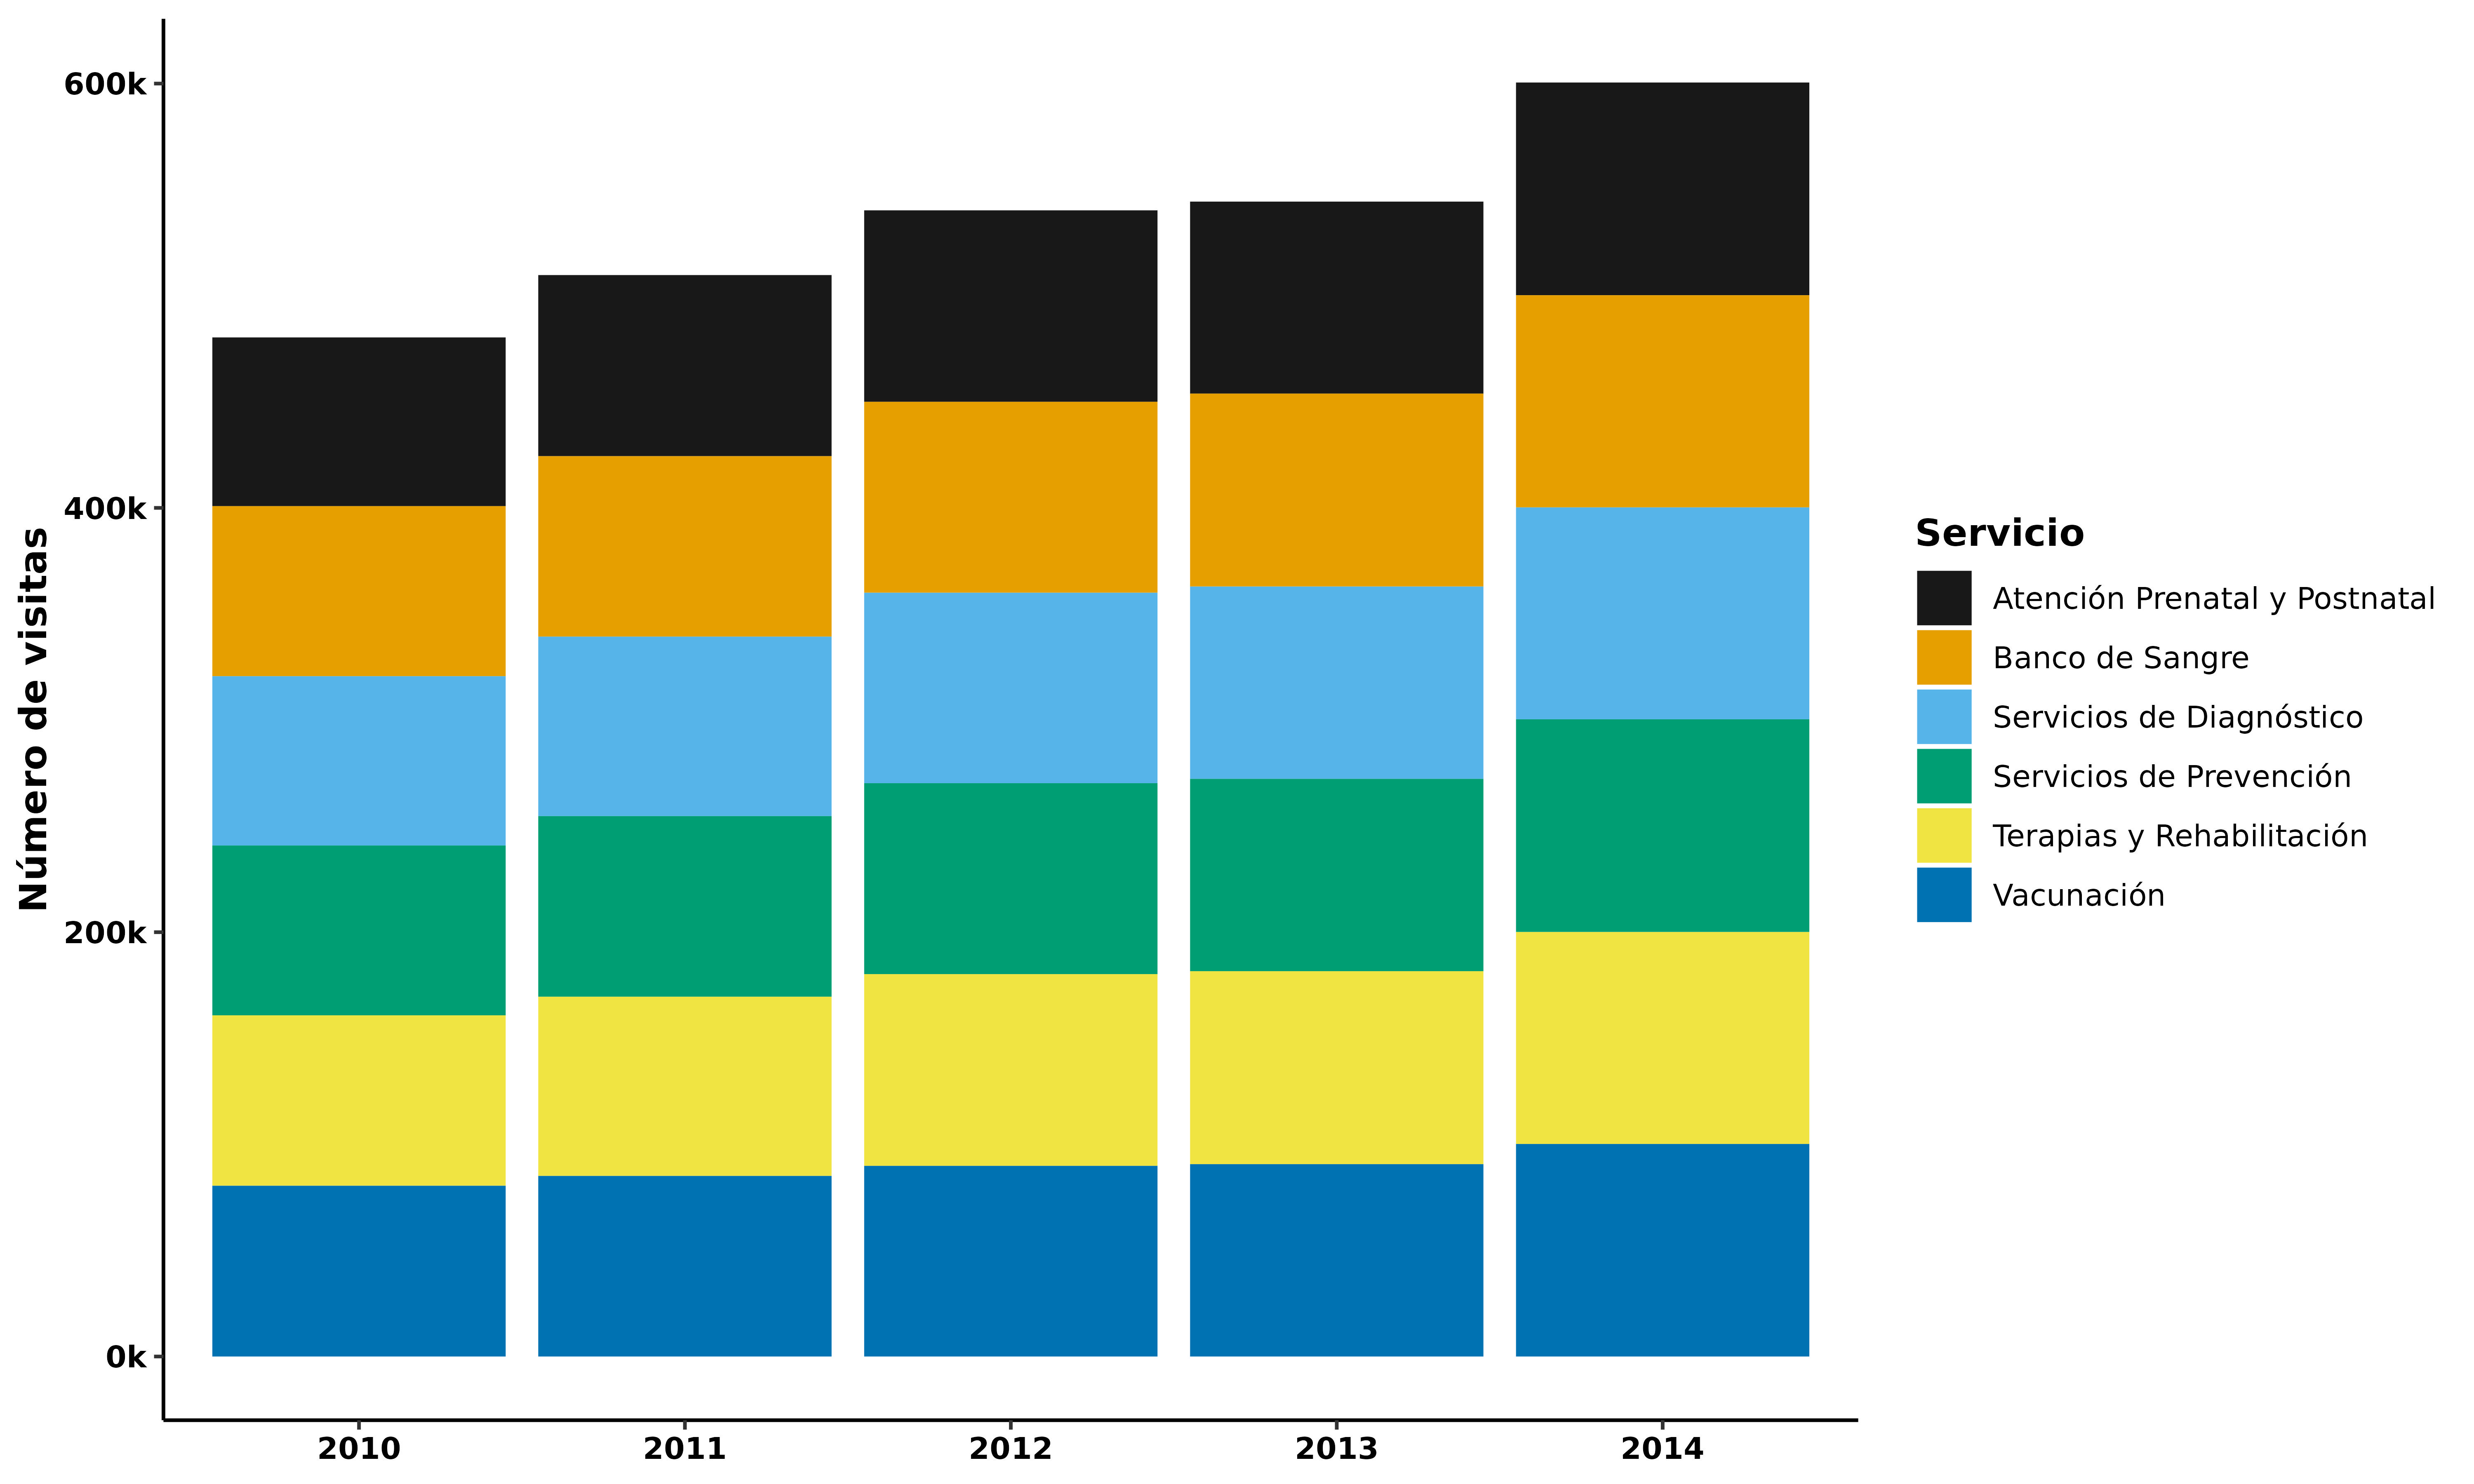 Número de visitas
600k
400k
200k
0k
2010
2011
2012
2013
2014
Servicio
Atención Prenatal y Postnatal
Banco de Sangre
Servicios de Diagnóstico
Servicios de Prevención
Terapias y Rehabilitación
Vacunación